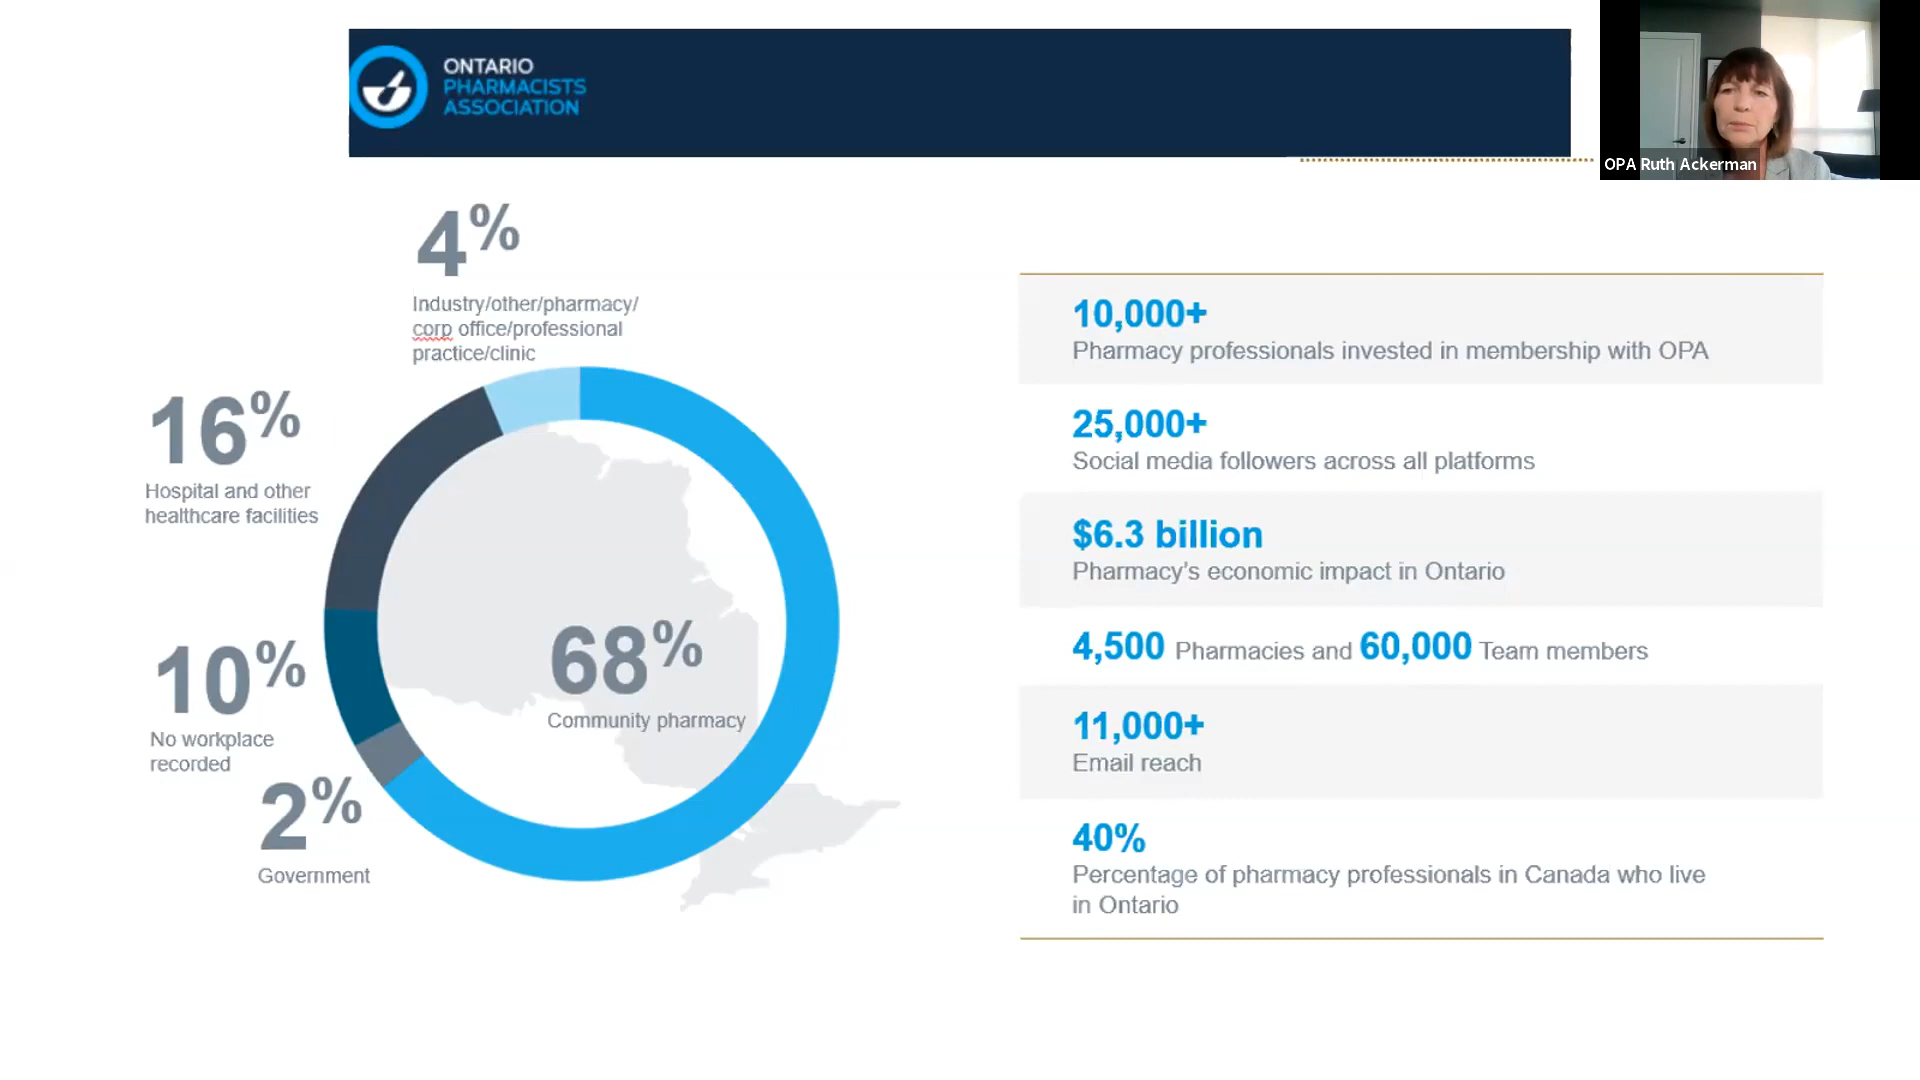 ONTARIO
PHARMACISTS
ASSOCIATION
OPA Ruth Ackerman
4%
Industry/other/pharmacy/
corp office/professional
practice/clinic
16%
Hospital and other
healthcare facilities
10%
No workplace
recorded
2%
Government
68%
Community pharmacy
10,000+
Pharmacy professionals invested in membership with OPA
25,000+
Social media followers across all platforms
$6.3 billion
Pharmacy's economic impact in Ontario
4,500 Pharmacies and 60,000 Team members
11,000+
Email reach
40%
Percentage of pharmacy professionals in Canada who live
in Ontario